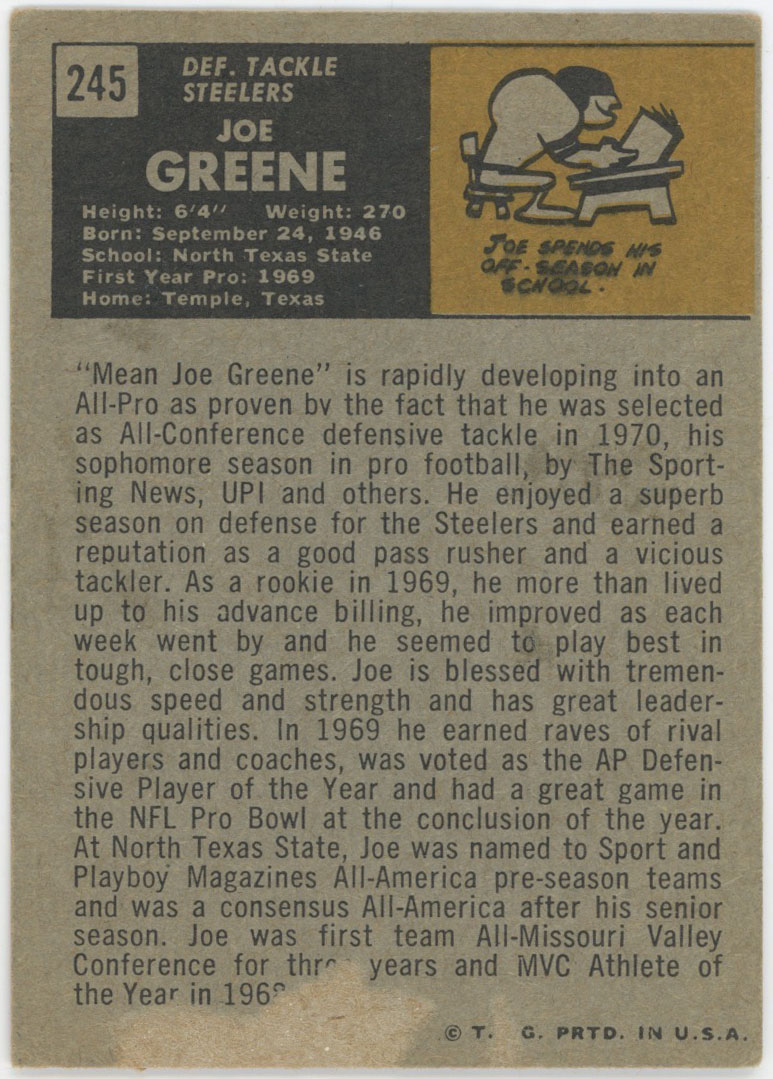 245
DEF. TACKLE
STEELERS
JOE
GREENE
Height: 6'4" Weight: 270
Born: September 24, 1946
School: North Texas State
First Year Pro: 1969
Home: Temple, Texas
JOE SPENDS HIS
OFF-SEASON IN
SCHOOL.
"Mean Joe Greene" is rapidly developing into an
All-Pro as proven by the fact that he was selected
as All-Conference defensive tackle in 1970, his
sophomore season in pro football, by The Sport-
ing News, UPI and others. He enjoyed a superb
season on defense for the Steelers and earned a
reputation as a good pass rusher and a vicious
tackler. As a rookie in 1969, he more than lived
up to his advance billing, he improved as each
week went by and he seemed to play best in
tough, close games. Joe is blessed with tremen-
dous speed and strength and has great leader-
ship qualities. In 1969 he earned raves of rival
players and coaches, was voted as the AP Defen-
sive Player of the Year and had a great game in
the NFL Pro Bowl at the conclusion of the year.
At North Texas State, Joe was named to Sport and
Playboy Magazines All-America pre-season teams
and was a consensus All-America after his senior
season. Joe was first team All-Missouri Valley
Conference for three years and MVC Athlete of
the Year in
© T. G. PRTD. IN U.S.A.